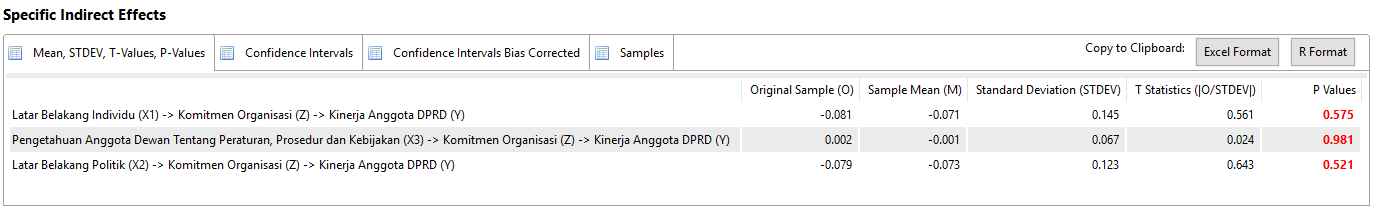 Specific Indirect Effects
Mean, STDEV, T-Values, P-Values Confidence Intervals Confidence Intervals Bias Corrected Samples Copy to Clipboard: Excel Format R Format
Original Sample (O) Sample Mean (M) Standard Deviation (STDEV) T Statistics (|O/STDEV|) P Values
Latar Belakang Individu (X1) -> Komitmen Organisasi (Z) -> Kinerja Anggota DPRD (Y) -0.081 -0.071 0.145 0.561 0.575
Pengetahuan Anggota Dewan Tentang Peraturan, Prosedur dan Kebijakan (X3) -> Komitmen Organisasi (Z) -> Kinerja Anggota DPRD (Y) 0.002 -0.001 0.067 0.024 0.981
Latar Belakang Politik (X2) -> Komitmen Organisasi (Z) -> Kinerja Anggota DPRD (Y) -0.079 -0.073 0.123 0.643 0.521